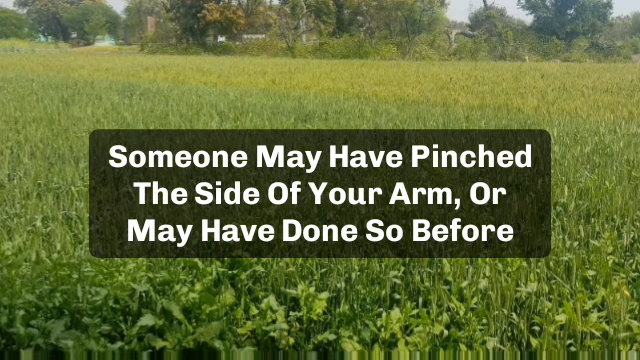 Someone May Have Pinched
The Side Of Your Arm, Or
May Have Done So Before